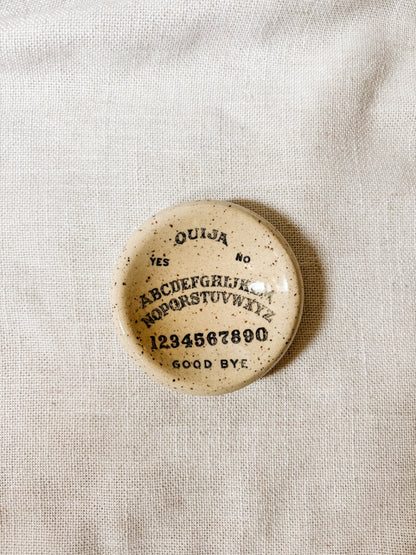 OUIJA
YES NO
ABCDEFGHIJKLM
NOPQRSTUVWXYZ
1234567890
GOOD BYE